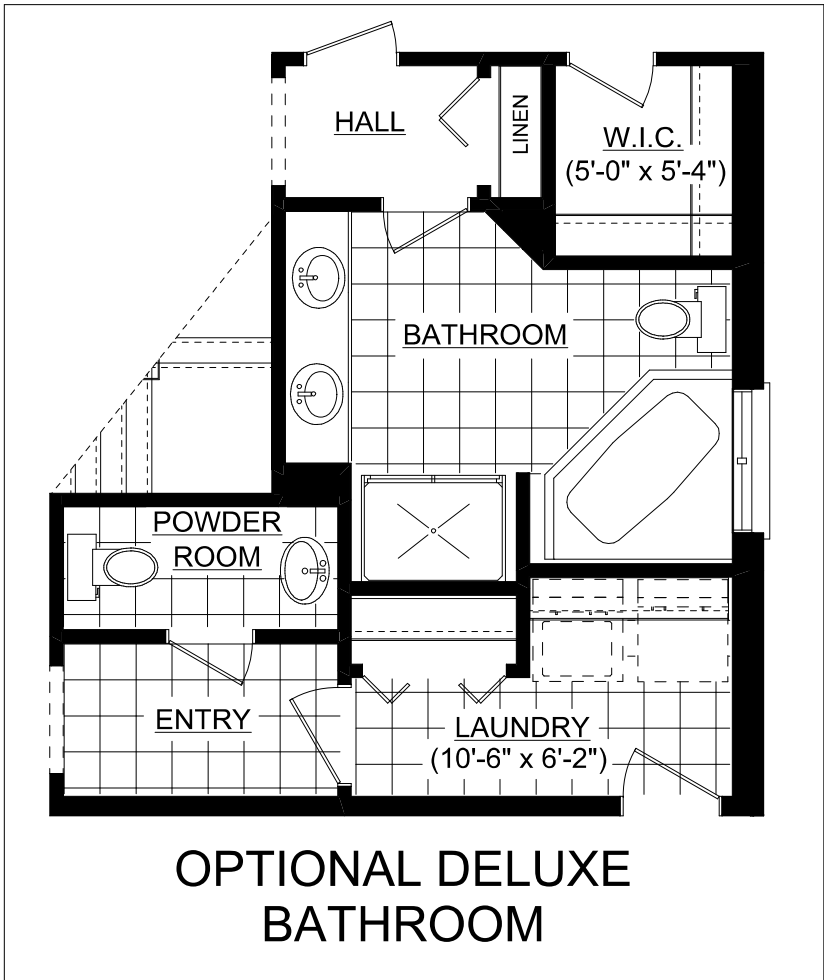 HALL
LINEN
W.I.C.
(5'-0" x 5'-4")
BATHROOM
POWDER
ROOM
ENTRY
LAUNDRY
(10'-6" x 6'-2")
OPTIONAL DELUXE
BATHROOM